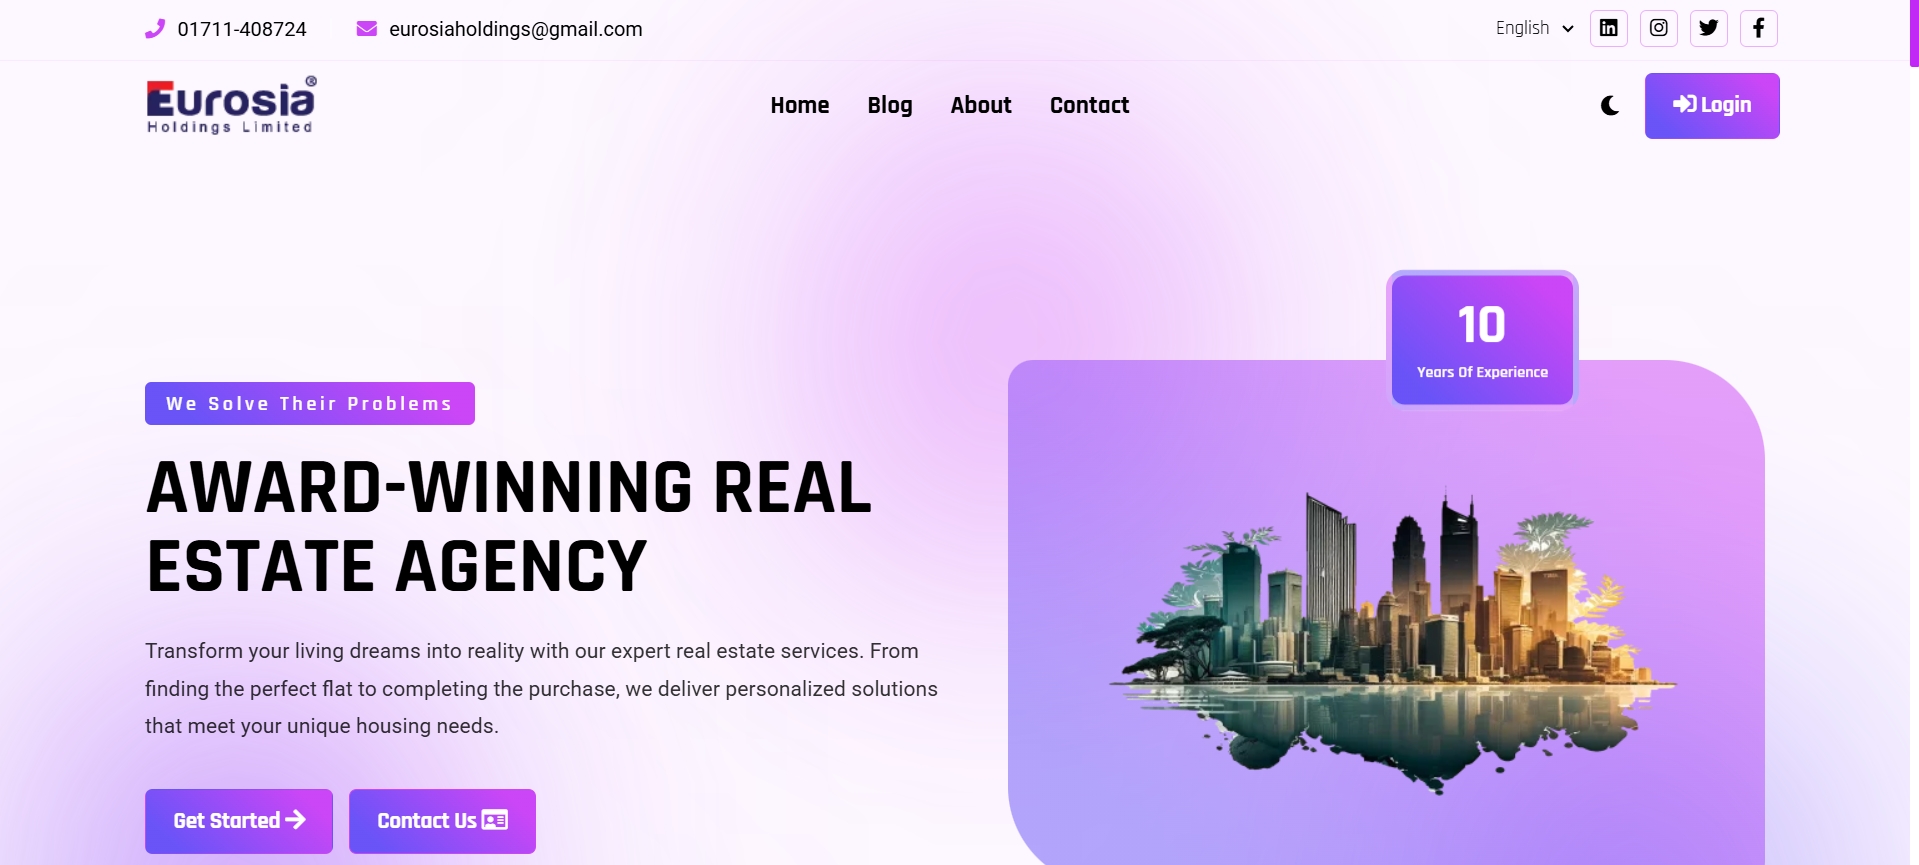 01711-408724
eurosiaholdings@gmail.com
English
Eurosia®
Holdings Limited
Home
Blog
About
Contact
Login
10
Years Of Experience
We Solve Their Problems
AWARD-WINNING REAL
ESTATE AGENCY
Transform your living dreams into reality with our expert real estate services. From
finding the perfect flat to completing the purchase, we deliver personalized solutions
that meet your unique housing needs.
Get Started
Contact Us